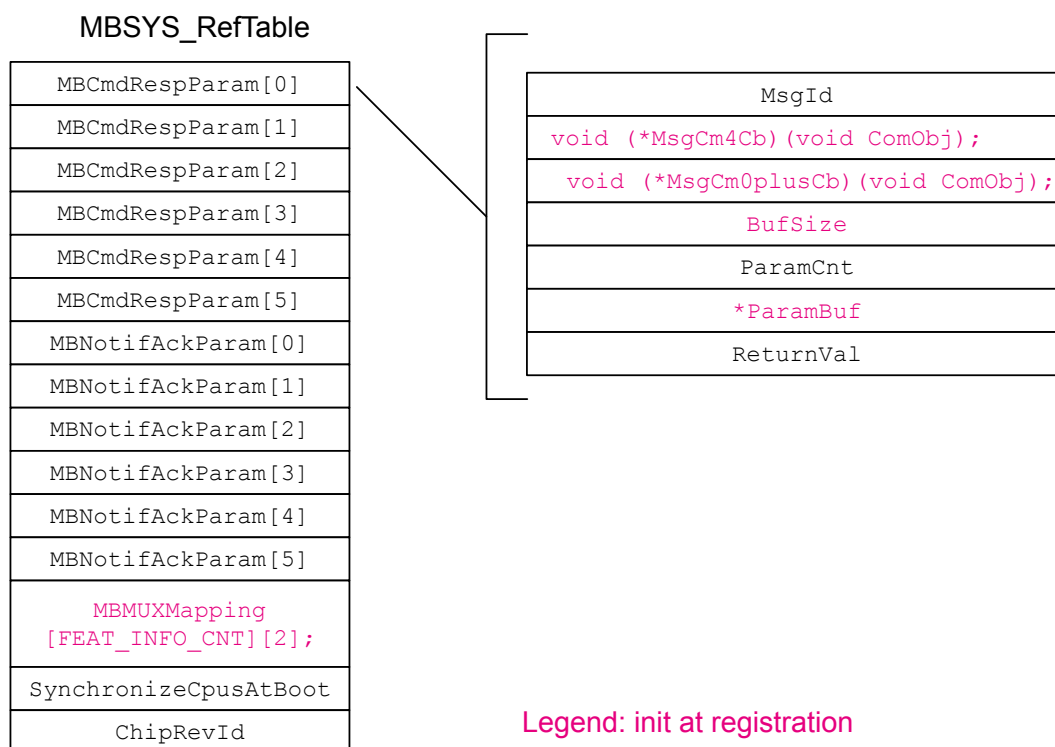 MBSYS_RefTable
MBCmdRespParam[0]
MBCmdRespParam[1]
MBCmdRespParam[2]
MBCmdRespParam[3]
MBCmdRespParam[4]
MBCmdRespParam[5]
MBNotifAckParam[0]
MBNotifAckParam[1]
MBNotifAckParam[2]
MBNotifAckParam[3]
MBNotifAckParam[4]
MBNotifAckParam[5]
MBMUXMapping
[FEAT_INFO_CNT][2];
SynchronizeCpusAtBoot
ChipRevId
MsgId
void (*MsgCm4Cb)(void ComObj);
void (*MsgCm0plusCb)(void ComObj);
BufSize
ParamCnt
*ParamBuf
ReturnVal
Legend: init at registration